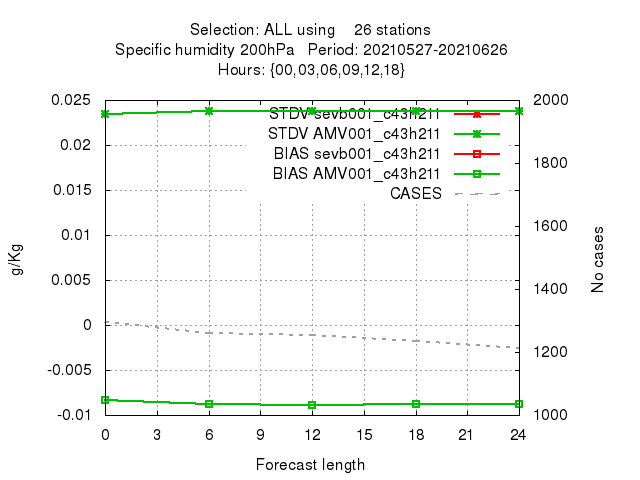 Selection: ALL using 26 stations
Specific humidity 200hPa Period: 20210527-20210626
Hours: {00,03,06,09,12,18}
0.025
0.02
0.015
0.01
0.005
0
-0.005
-0.01
2000
1800
1600
1400
1200
1000
STDV sevb001_c43h211
STDV AMV001_c43h211
BIAS sevb001_c43h211
BIAS AMV001_c43h211
CASES
g/Kg
No cases
0 3 6 9 12 15 18 21 24
Forecast length